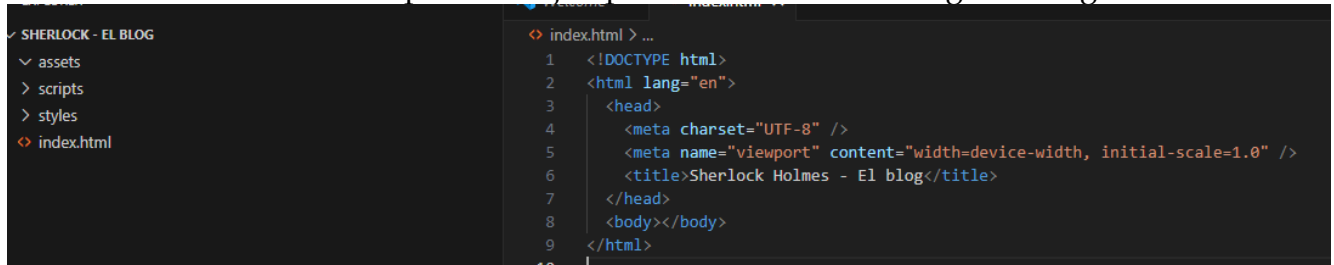 SHERLOCK - EL BLOG
assets
scripts
styles
index.html
index.html > ...
1 <!DOCTYPE html>
2 <html lang="en">
3 <head>
4 <meta charset="UTF-8" />
5 <meta name="viewport" content="width=device-width, initial-scale=1.0" />
6 <title>Sherlock Holmes - El blog</title>
7 </head>
8 <body></body>
9 </html>